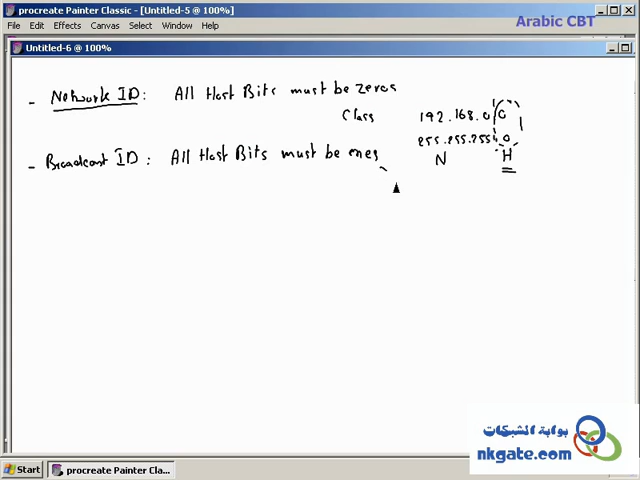 procreate Painter Classic - [Untitled-5 @ 100%]
Arabic CBT
File Edit Effects Canvas Select Window Help
Untitled-6 @ 100%
- Network ID: All Host Bits must be zeros
Class 192.168.0 0
255.255.255 0
N H
- Broadcast ID: All Host Bits must be ones
بوابة الشبكات
nkgate.com
Start procreate Painter Cla...